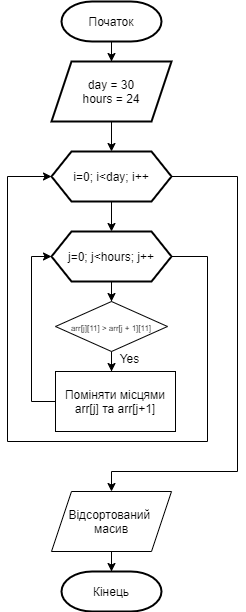 Початок
day = 30
hours = 24
i=0; i<day; i++
j=0; j<hours; j++
arr[j][11] > arr[j + 1][11]
Yes
Поміняти місцями
arr[j] та arr[j+1]
Відсортований
масив
Кінець